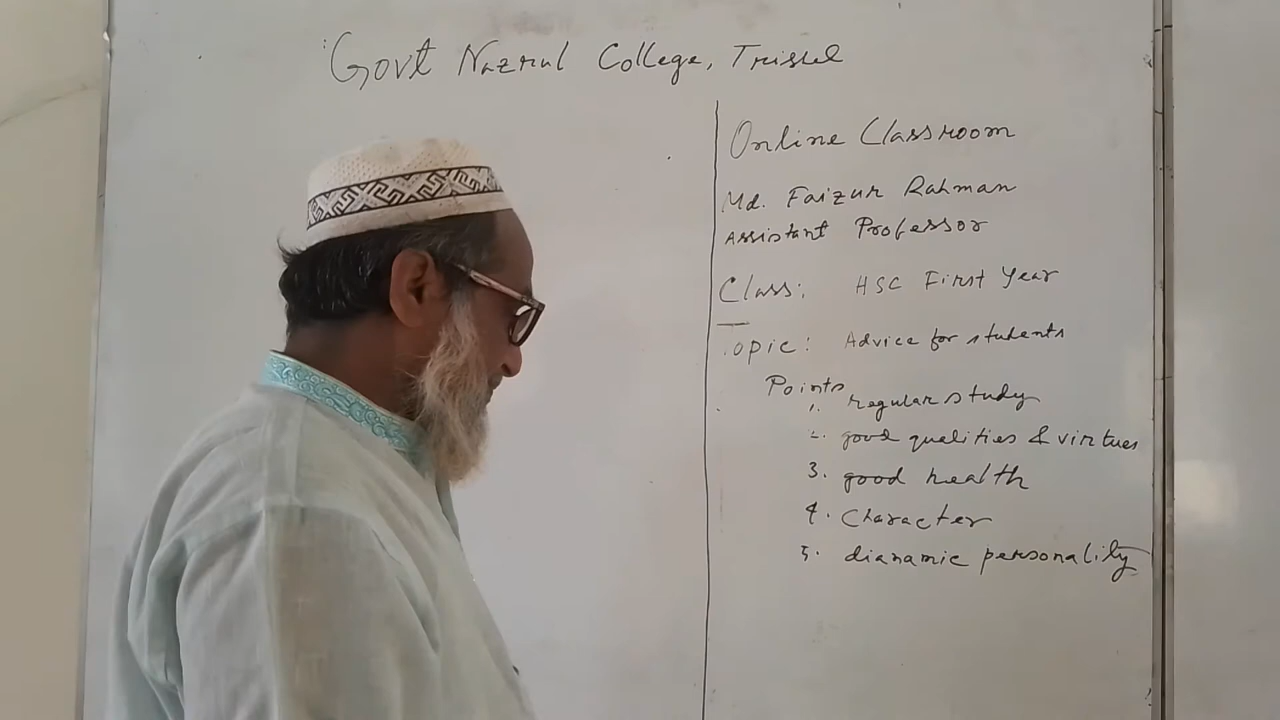 Govt Nazrul College, Trishal
Online Classroom
Md. Faizur Rahman
Assistant Professor
Class: HSC First Year
Topic: Advice for students
Points
1. regular study
2. good qualities & virtues
3. good health
4. Character
5. dianamic personality